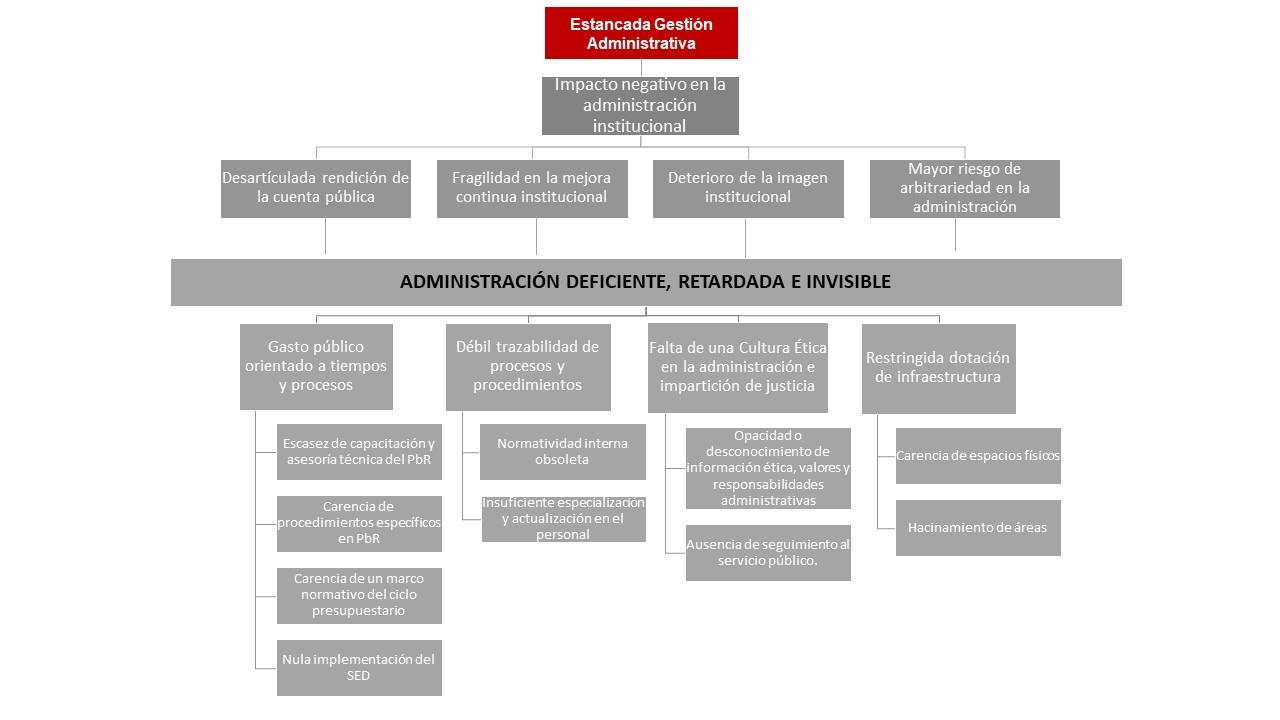 Estancada Gestión
Administrativa
Impacto negativo en la
administración
institucional
Desartículada rendición de
la cuenta pública
Fragilidad en la mejora
continua institucional
Deterioro de la imagen
institucional
Mayor riesgo de
arbitrariedad en la
administración
ADMINISTRACIÓN DEFICIENTE, RETARDADA E INVISIBLE
Gasto público
orientado a tiempos
y procesos
Débil trazabilidad de
procesos y
procedimientos
Falta de una Cultura Ética
en la administración e
impartición de justicia
Restringida dotación
de infraestructura
Escasez de capacitación y
asesoría técnica del PbR
Carencia de
procedimientos específicos
en PbR
Carencia de un marco
normativo del ciclo
presupuestario
Nula implementación del
SED
Normatividad interna
obsoleta
Insuficiente especialización
y actualización en el
personal
Opacidad o
desconocimiento de
información ética, valores y
responsabilidades
administrativas
Ausencia de seguimiento al
servicio público.
Carencia de espacios físicos
Hacinamiento de áreas